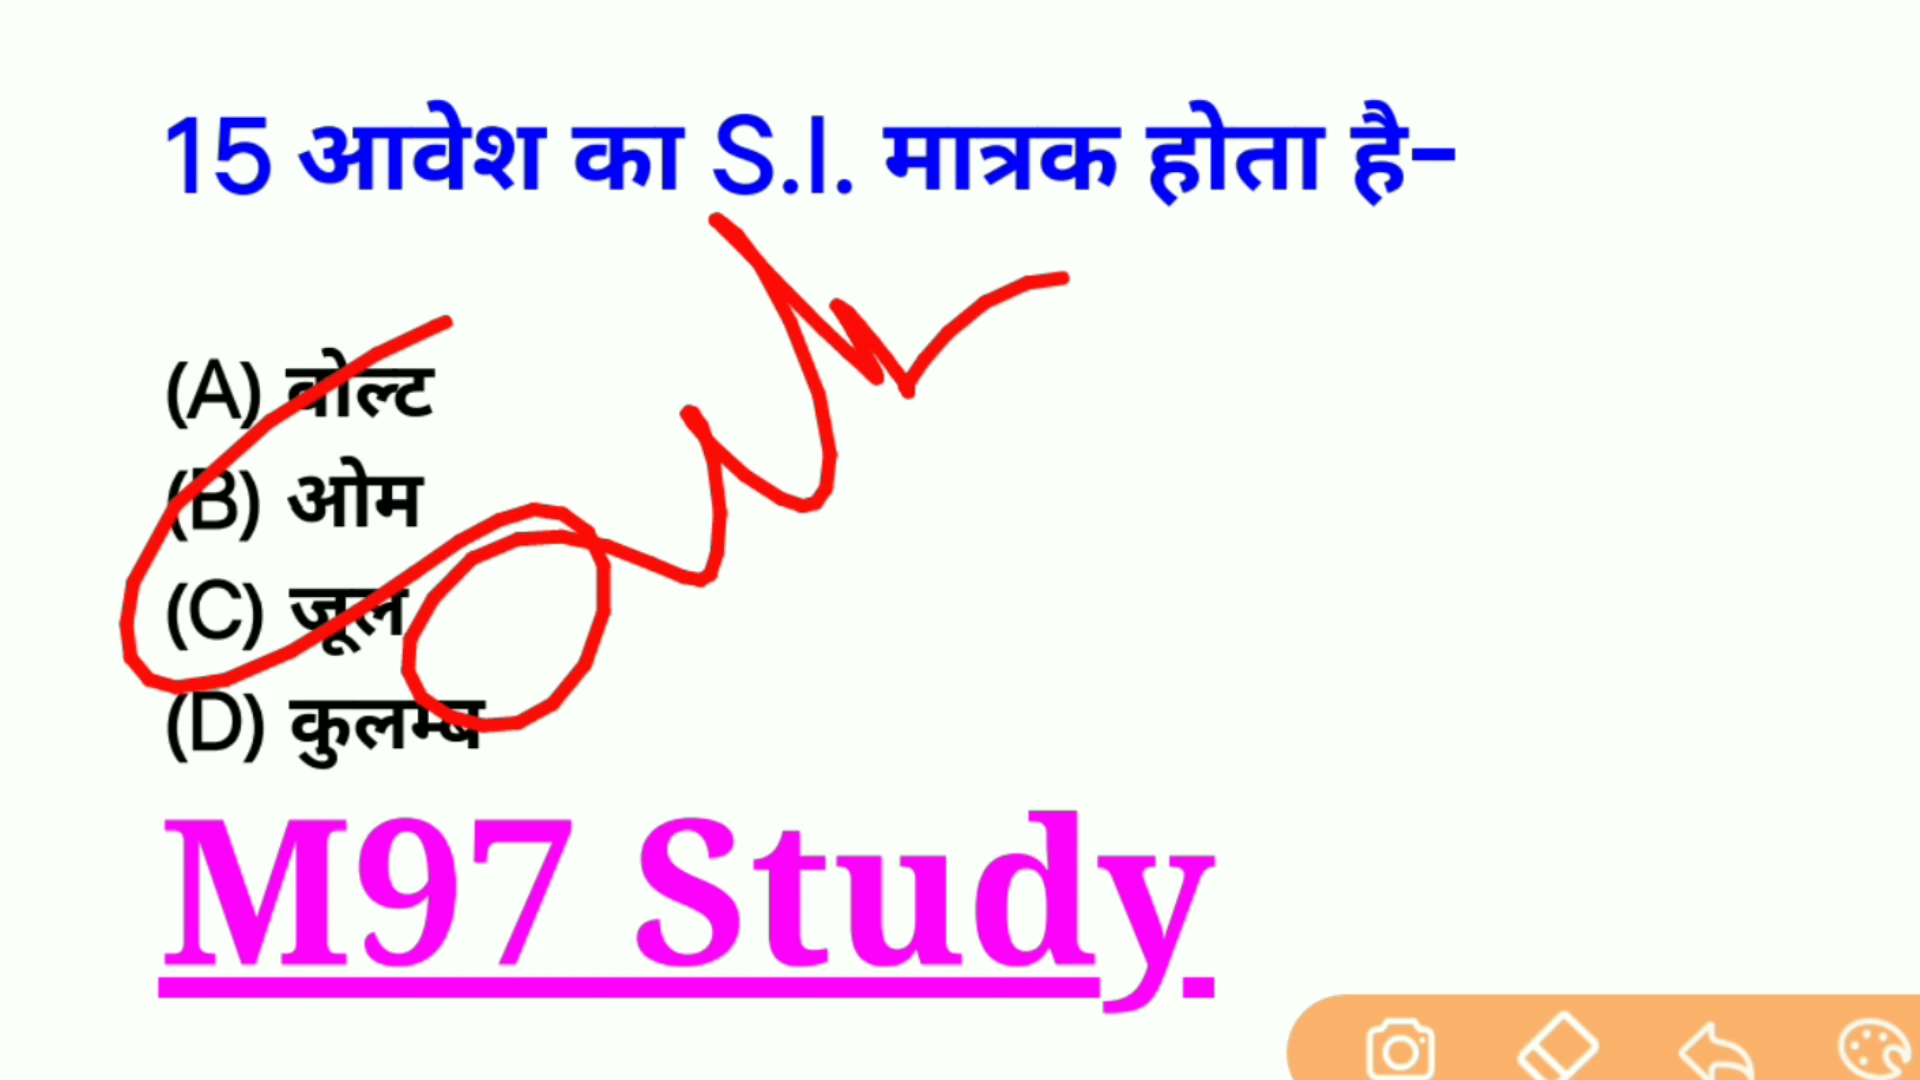 15 आवेश का S.I. मात्रक होता है-
(A) वोल्ट
(B) ओम
(C) जूल
(D) कुलम्ब
M97 Study